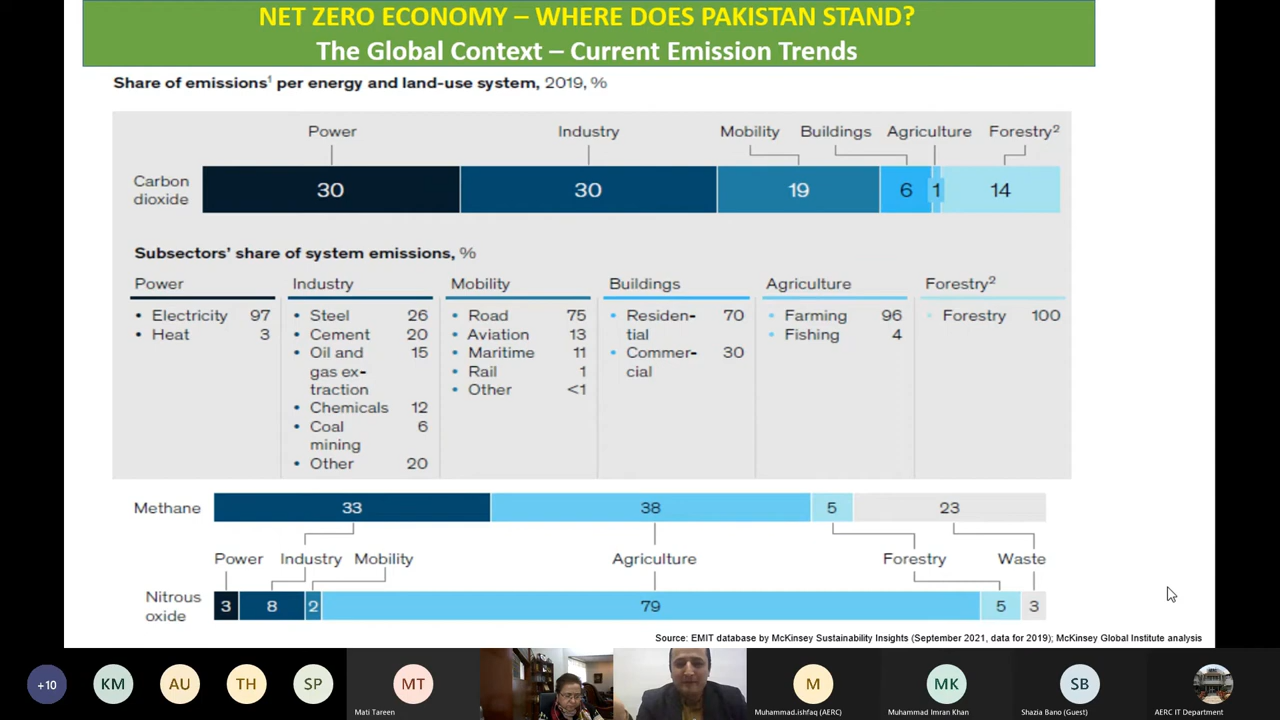 NET ZERO ECONOMY – WHERE DOES PAKISTAN STAND?
The Global Context – Current Emission Trends
Share of emissions¹ per energy and land-use system, 2019, %
Power Industry Mobility Buildings Agriculture Forestry²
Carbon
dioxide
30 30 19 6 1 14
Subsectors' share of system emissions, %
Power
• Electricity 97
• Heat 3
Industry
• Steel 26
• Cement 20
• Oil and 15
gas ex-
traction
• Chemicals 12
• Coal 6
mining
• Other 20
Mobility
• Road 75
• Aviation 13
• Maritime 11
• Rail 1
• Other <1
Buildings
• Residen- 70
tial
• Commer- 30
cial
Agriculture
• Farming 96
• Fishing 4
Forestry²
• Forestry 100
Methane 33 38 5 23
Power Industry Mobility Agriculture Forestry Waste
Nitrous
oxide
3 8 2 79 5 3
Source: EMIT database by McKinsey Sustainability Insights (September 2021, data for 2019); McKinsey Global Institute analysis
+10 KM AU TH SP MT M MK SB
Mati Tareen Muhammad.ishfaq (AERC) Muhammad Imran Khan Shazia Bano (Guest) AERC IT Department